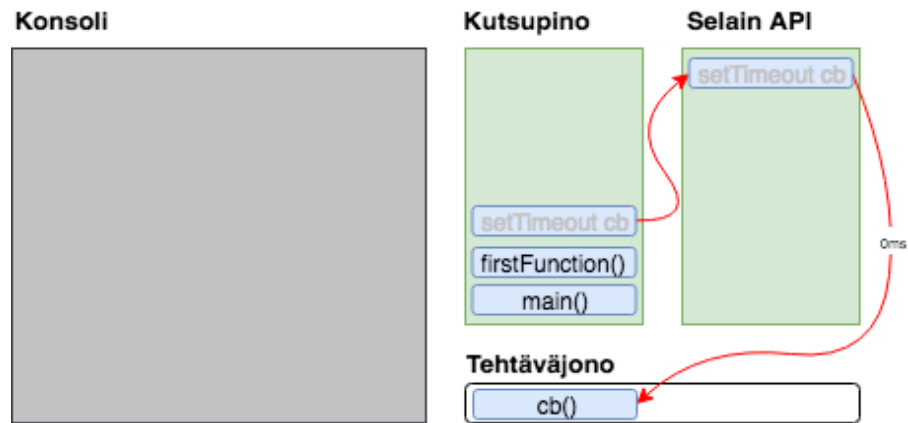 Konsoli
Kutsupino
Selain API
setTimeout cb
setTimeout cb
firstFunction()
main()
0ms
Tehtäväjono
cb()